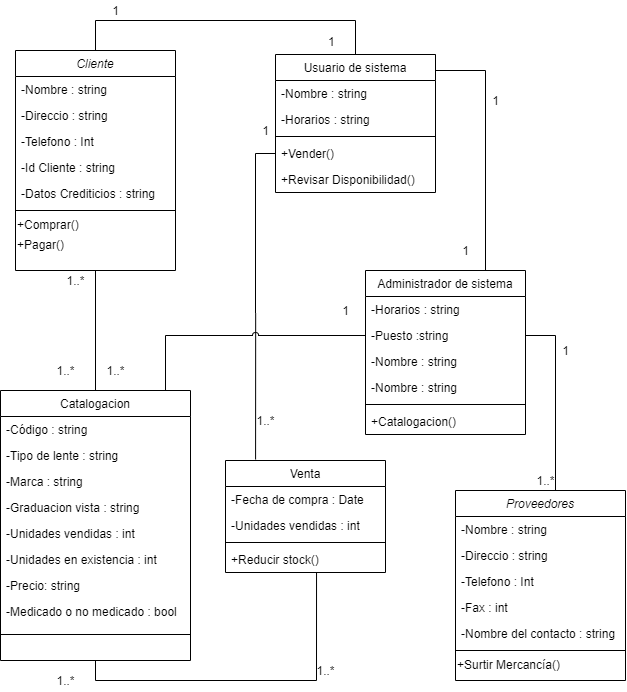 1
1
Cliente
-Nombre : string
-Direccio : string
-Telefono : Int
-Id Cliente : string
-Datos Crediticios : string
+Comprar()
+Pagar()
1..*
Usuario de sistema
-Nombre : string
-Horarios : string
+Vender()
+Revisar Disponibilidad()
1
1
1
Administrador de sistema
-Horarios : string
-Puesto :string
-Nombre : string
-Nombre : string
+Catalogacion()
1
1
1..*
1..*
Catalogacion
-Código : string
-Tipo de lente : string
-Marca : string
-Graduacion vista : string
-Unidades vendidas : int
-Unidades en existencia : int
-Precio: string
-Medicado o no medicado : bool
1..*
1..*
Venta
-Fecha de compra : Date
-Unidades vendidas : int
+Reducir stock()
1..*
1..*
Proveedores
-Nombre : string
-Direccio : string
-Telefono : Int
-Fax : int
-Nombre del contacto : string
+Surtir Mercancía()